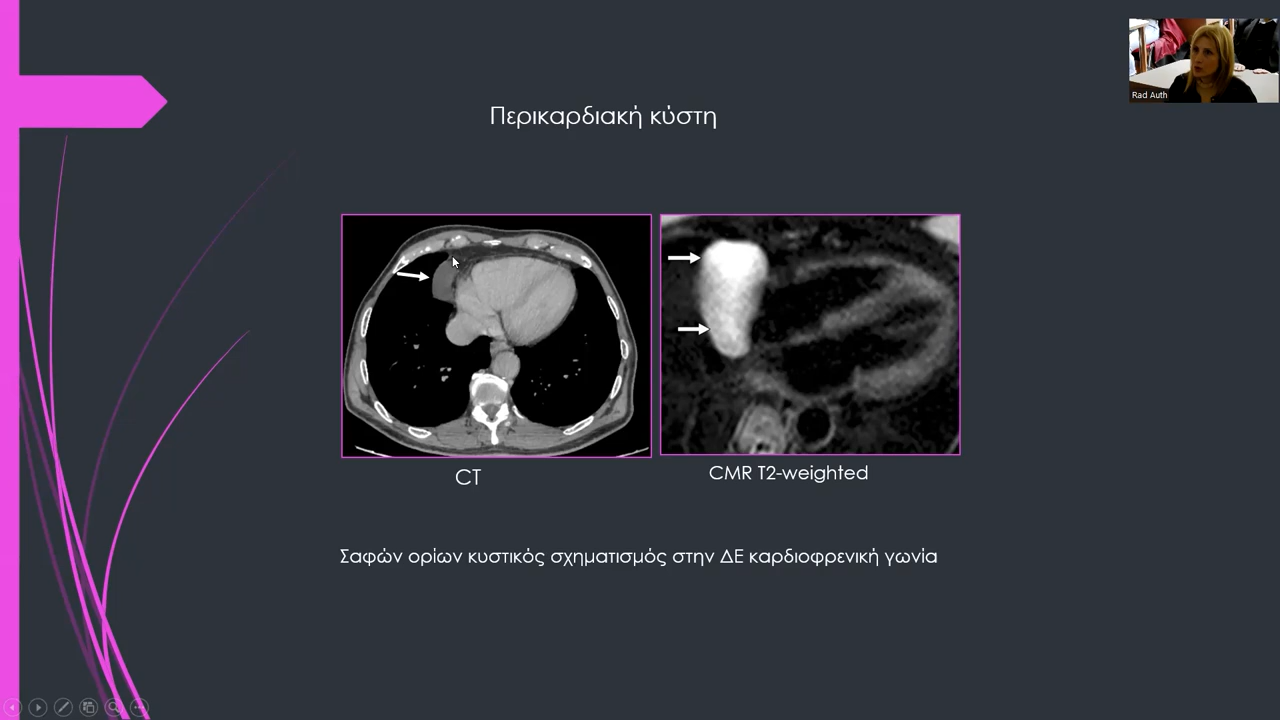 Rad Auth
Περικαρδιακή κύστη
CT
CMR T2-weighted
Σαφών ορίων κυστικός σχηματισμός στην ΔΕ καρδιοφρενική γωνία